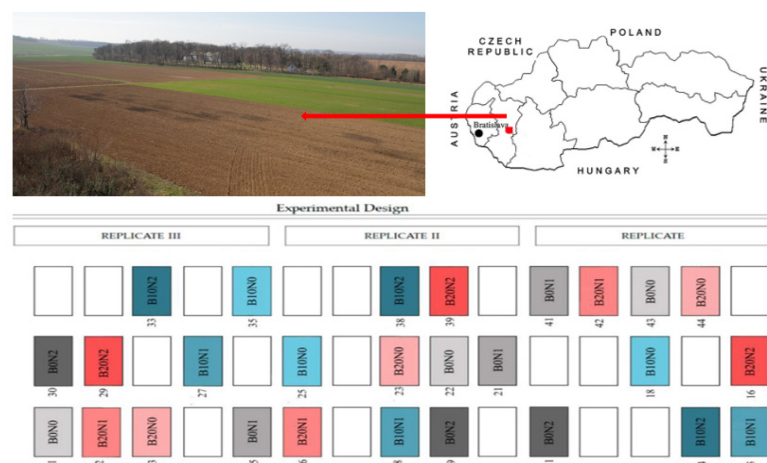 POLAND
CZECH
REPUBLIC
UKRAINE
AUSTRIA
Bratislava
HUNGARY
Experimental Design
REPLICATE III
REPLICATE II
REPLICATE
B10N2
B10N0
B10N2
B20N2
B0N1
B20N1
B0N0
B20N0
33
35
38
39
41
42
43
44
B0N2
B20N2
B10N1
B10N0
B20N0
B0N0
B0N1
B10N0
B20N2
30
29
27
25
23
22
21
18
16
B0N0
B20N1
B20N0
B0N1
B20N1
B10N1
B0N2
B0N2
B10N2
B10N1